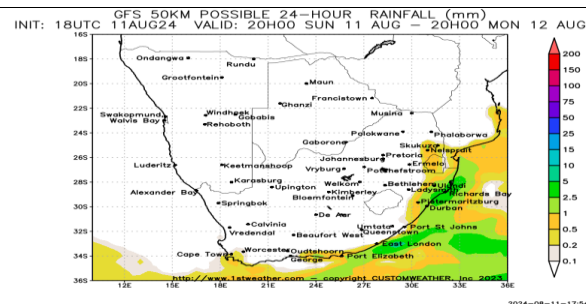 GFS 50KM POSSIBLE 24-HOUR RAINFALL (mm)
INIT: 18UTC 11AUG24 VALID: 20H00 SUN 11 AUG - 20H00 MON 12 AUG
16S
Ondangwa
Rundu
18S
Grootfontein
Maun
20S
Francistown
Ghanzi
22S
Windhoek
Gobabis
Musina
Swakopmund
Walvis Bay
Rehoboth
24S
Polokwane
Phalaborwa
Gaborone
Skukuza
Nelspruit
Pretoria
26S
Johannesburg
Luderitz
Keetmanshoop
Vryburg
Potchefstroom
Ermelo
Karasburg
Welkom
Bethlehem
Ulundi
28S
Alexander Bay
Upington
Kimberley
Ladysmith
Richards Bay
Bloemfontein
Springbok
Pietermaritzburg
30S
Durban
De Aar
Calvinia
Umtata
Port St Johns
32S
Vredendal
Beaufort West
Queenstown
East London
Cape Town
Worcester
Oudtshoorn
34S
George
Port Elizabeth
http://www.1stweather.com - copyright CUSTOMWEATHER, Inc 2023
36S
12E 15E 18E 21E 24E 27E 30E 33E 36E
200
150
100
75
50
25
15
10
5
2
1
0.5
0.2
0.1